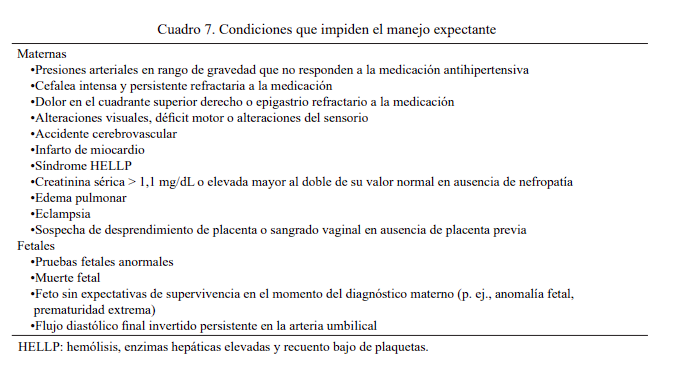 Cuadro 7. Condiciones que impiden el manejo expectante
Maternas
•Presiones arteriales en rango de gravedad que no responden a la medicación antihipertensiva
•Cefalea intensa y persistente refractaria a la medicación
•Dolor en el cuadrante superior derecho o epigastrio refractario a la medicación
•Alteraciones visuales, déficit motor o alteraciones del sensorio
•Accidente cerebrovascular
•Infarto de miocardio
•Síndrome HELLP
•Creatinina sérica > 1,1 mg/dL o elevada mayor al doble de su valor normal en ausencia de nefropatía
•Edema pulmonar
•Eclampsia
•Sospecha de desprendimiento de placenta o sangrado vaginal en ausencia de placenta previa
Fetales
•Pruebas fetales anormales
•Muerte fetal
•Feto sin expectativas de supervivencia en el momento del diagnóstico materno (p. ej., anomalía fetal,
prematuridad extrema)
•Flujo diastólico final invertido persistente en la arteria umbilical
HELLP: hemólisis, enzimas hepáticas elevadas y recuento bajo de plaquetas.